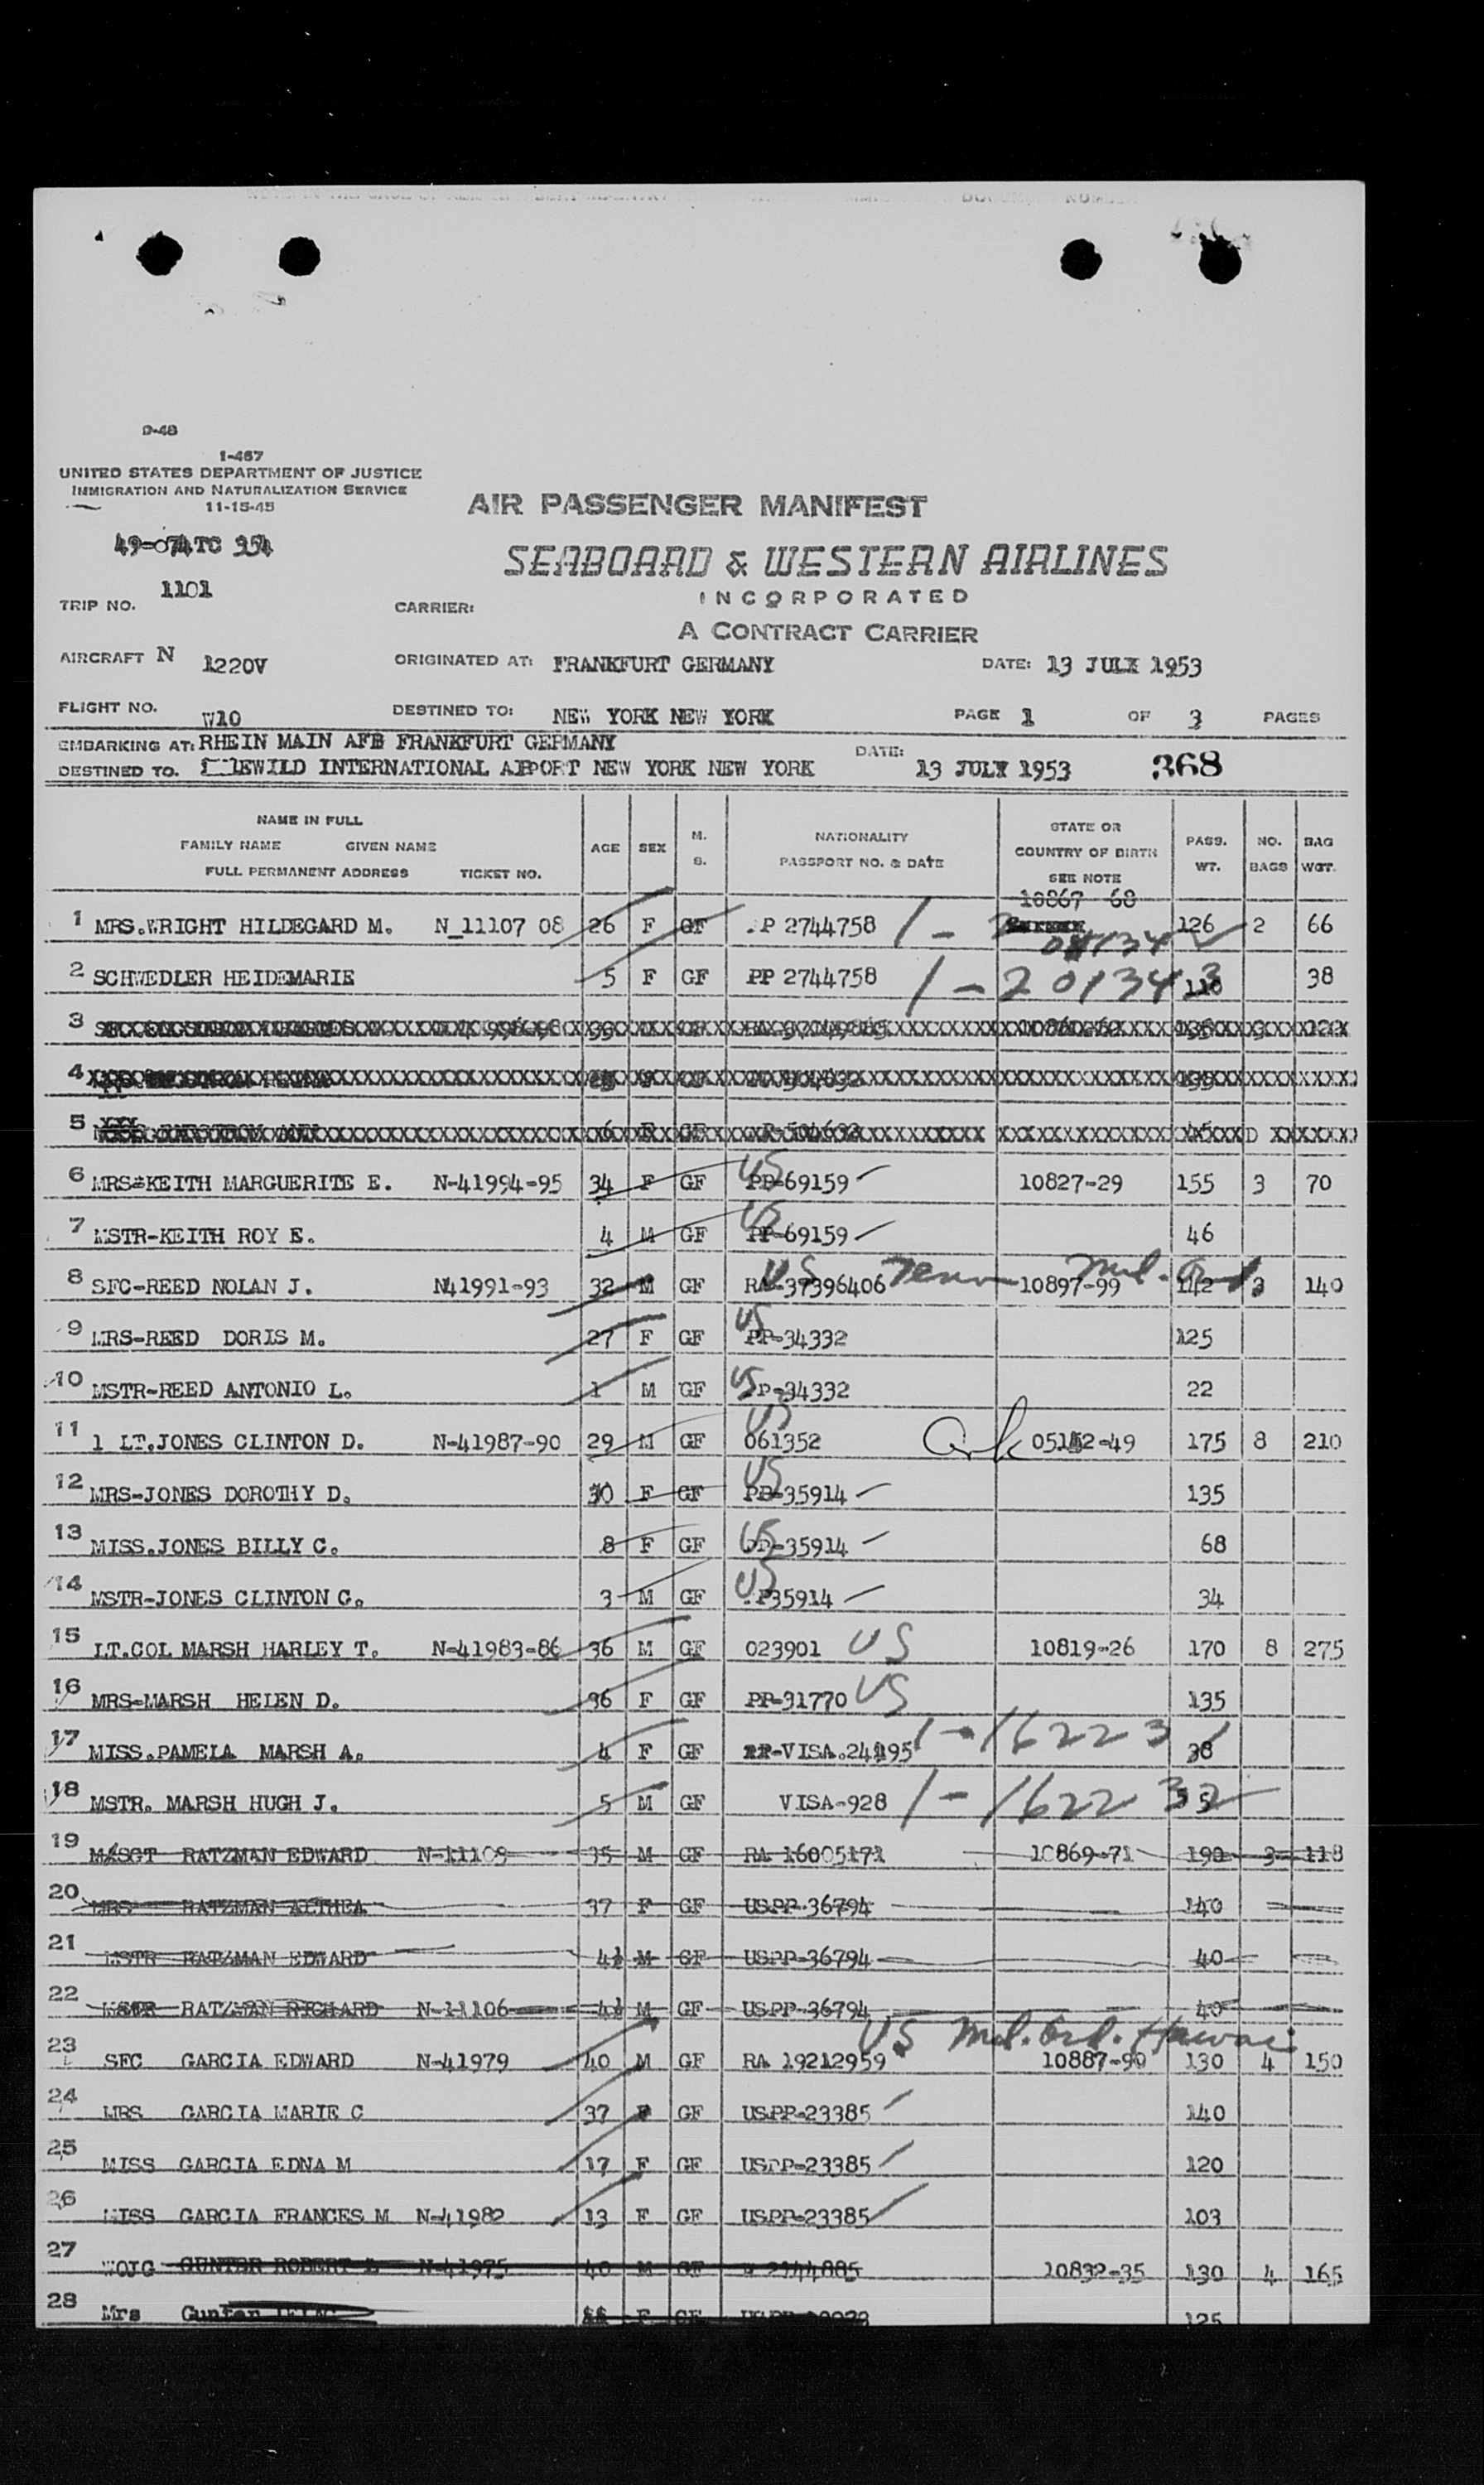 D-48
1-467
UNITED STATES DEPARTMENT OF JUSTICE
IMMIGRATION AND NATURALIZATION SERVICE
11-15-45
AIR PASSENGER MANIFEST
SEABOARD & WESTERN AIRLINES
INCORPORATED
A CONTRACT CARRIER
TRIP NO. 1101 CARRIER:
AIRCRAFT N 1220V ORIGINATED AT: FRANKFURT GERMANY DATE: 13 JULY 1953
FLIGHT NO. W10 DESTINED TO: NEW YORK NEW YORK PAGE 1 OF 3 PAGES
EMBARKING AT: RHEIN MAIN AFB FRANKFURT GERMANY DATE:
DESTINED TO. INTERNATIONAL NEW YORK NEW YORK 13 JULY 1953 368
NAME IN FULL FAMILY NAME GIVEN NAME FULL PERMANENT ADDRESS TICKET NO. AGE SEX M. S. NATIONALITY PASSPORT NO. & DATE STATE OR COUNTRY OF BIRTH SEE NOTE PASS. WT. NO. BAGS BAG WGT.
10867 68
1 MRS.WRIGHT HILDEGARD M. N_11107 08 26 F GF PP 2744758 126 2 66
2 SCHWEDLER HEIDEMARIE 5 F GF PP 2744758 1-2013413 38
3
4
5
6 MRS-KEITH MARGUERITE E. N-41994-95 34 F GF US PP-69159 10827-29 155 3 70
7 MSTR-KEITH ROY E. 4 M GF US PP-69159 46
8 SFC-REED NOLAN J. N41991-93 32 M GF US RA-37396406 Tenn 10897-99 142 3 140
9 MRS-REED DORIS M. 27 F GF US PP-34332 125
10 MSTR-REED ANTONIO L. 1 M GF US PP-34332 22
11 1 LT.JONES CLINTON D. N-41987-90 29 M GF US 061352 Ark 175 8 210
12 MRS-JONES DOROTHY D. 30 F GF US PP-35914 135
13 MISS.JONES BILLY C. 8 F GF US PP-35914 68
14 MSTR-JONES CLINTON G. 3 M GF US P35914 34
15 LT.COL MARSH HARLEY T. N-41983-86 36 M GF 023901 US 10819-26 170 8 275
16 MRS-MARSH HELEN D. 36 F GF PP-31770 US 135
17 MISS.PAMELA MARSH A. 4 F GF 38
18 MSTR. MARSH HUGH J. 5 M GF VISA-928
19 M/SGT RATZMAN EDWARD 35 M GF RA 16005171 10869-71 190 3 118
20 MRS RATZMAN ALTHEA 37 F GF USPP-36794 140
21 MSTR RATZMAN EDWARD M GF USPP-36794 40
22 MSTR RATZMAN RICHARD N-11106 M GF USPP-36794 40
US Mil. Ord. Hawaii
23 SFC GARCIA EDWARD N-41979 40 M GF RA 19212959 10887-90 130 4 150
24 MRS GARCIA MARIE C 37 F GF USPP-23385 140
25 MISS GARCIA EDNA M 17 F GF USPP-23385 120
26 MISS GARCIA FRANCES M N-41982 13 F GF USPP-23385 103
27 WOJG GUNTER ROBERT N-41975 40 M GF 10832-35 130 4 165
28 Mrs Gunter F GF 125